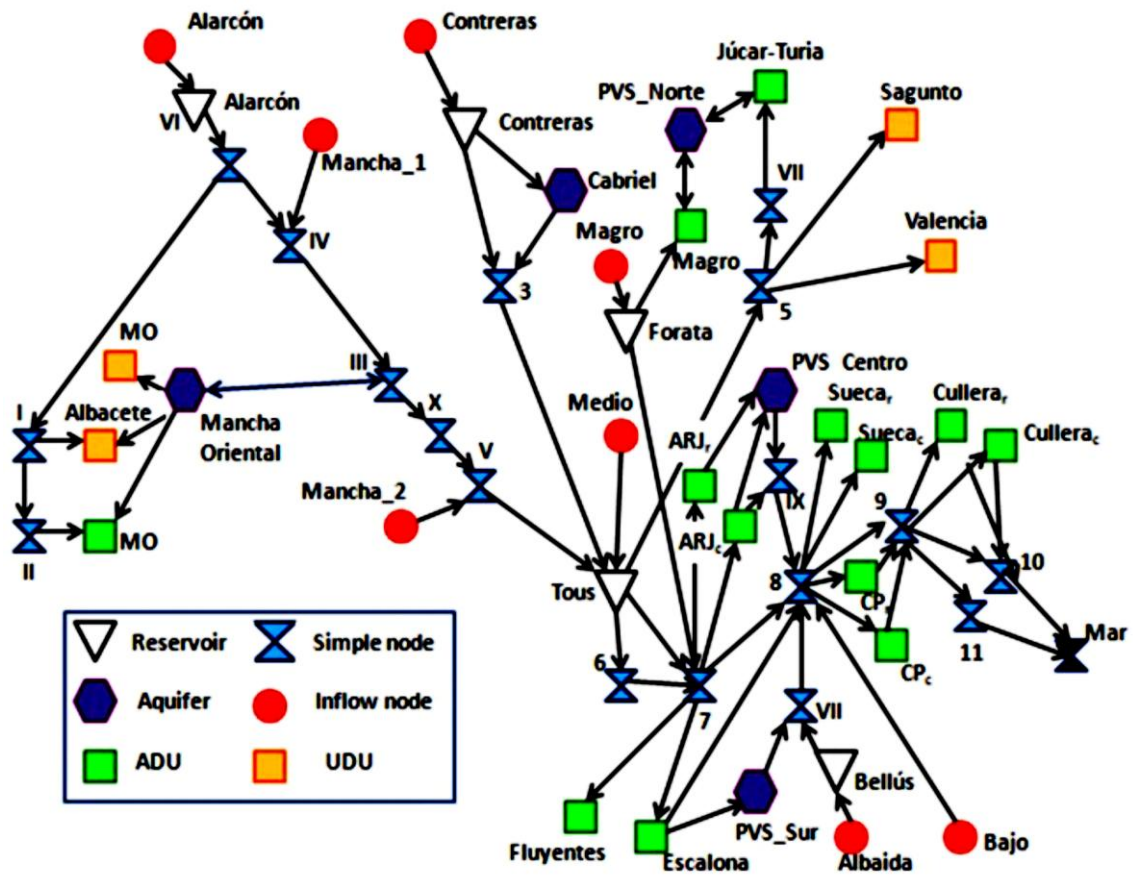 Alarcón
Contreras
Júcar-Turia
PVS_Norte
Sagunto
Alarcón
VI
Contreras
Mancha_1
Cabriel
VII
Valencia
Magro
Magro
IV
3
5
Forata
MO
III
PVS Centro
Medio
Sueca_r
Cullera_r
I
Albacete
Mancha
Oriental
X
V
ARJ_r
Sueca_c
Cullera_c
Mancha_2
IX
9
MO
II
ARJ_c
8
10
Tous
CP_r
11
Mar
CP_c
6
7
VII
Reservoir
Simple node
Aquifer
Inflow node
ADU
UDU
Bellús
Fluyentes
Escalona
PVS_Sur
Albaida
Bajo